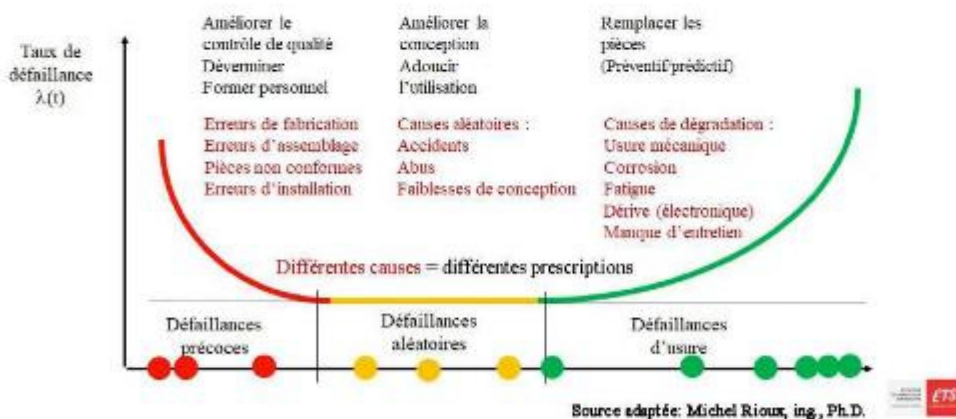 Taux de
défaillance
λ(t)
Améliorer le
contrôle de qualité
Déverminer
Former personnel
Erreurs de fabrication
Erreurs d'assemblage
Pièces non conformes
Erreurs d'installation
Améliorer la
conception
Adoucir
l'utilisation
Causes aléatoires :
Accidents
Abus
Faiblesses de conception
Remplacer les
pièces
(Préventif/prédictif)
Causes de dégradation :
Usure mécanique
Corrosion
Fatigue
Dérive (électronique)
Manque d'entretien
Différentes causes = différentes prescriptions
Défaillances
précoces
Défaillances
aléatoires
Défaillances
d'usure
Source adaptée: Michel Rioux, ing., Ph.D.
ÉTS